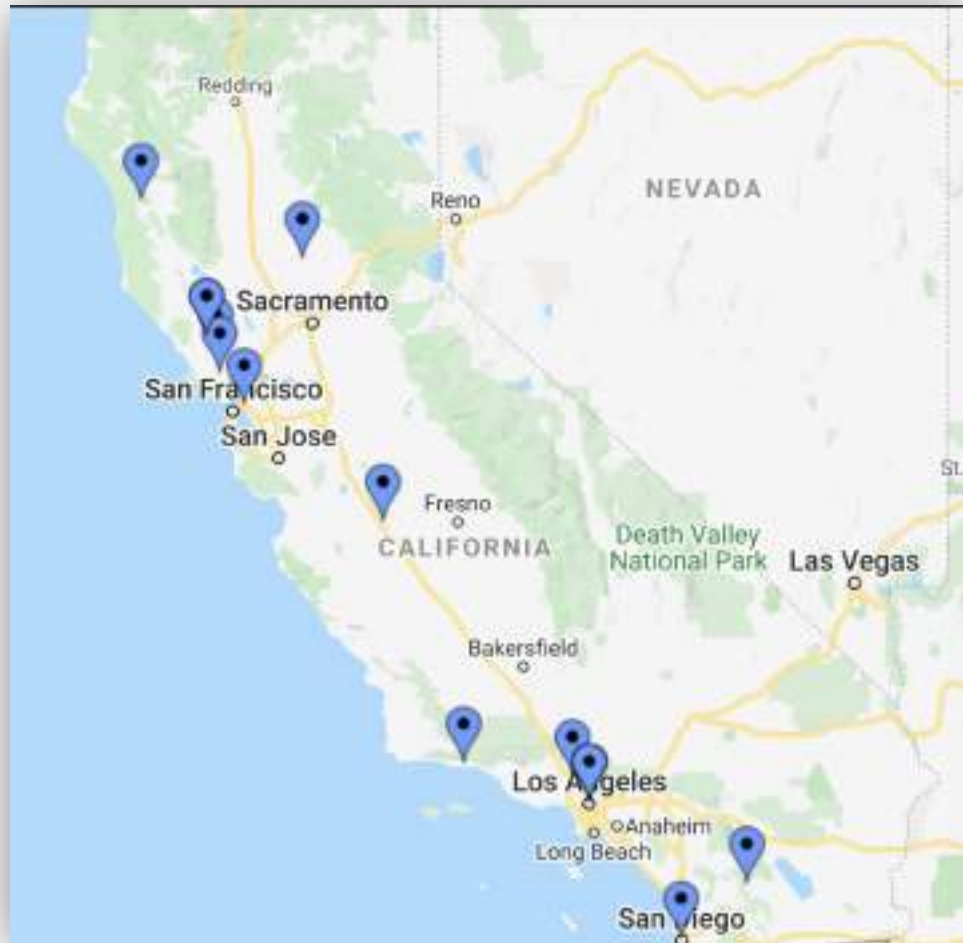 Redding
NEVADA
Reno
Sacramento
San Francisco
San Jose
St.
Fresno
Death Valley
National Park
CALIFORNIA
Las Vegas
Bakersfield
Los Angeles
Anaheim
Long Beach
San Diego